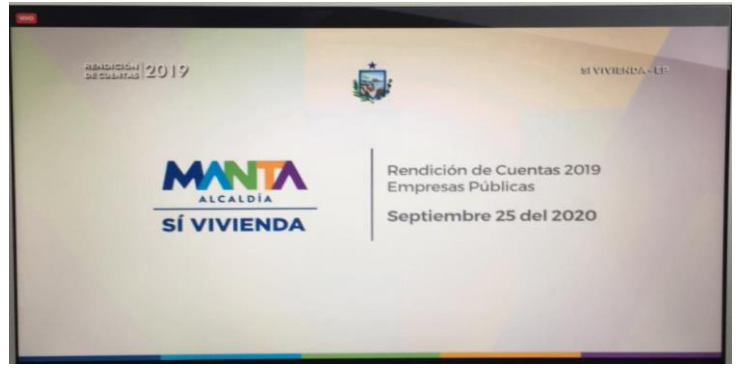 VIVO
RENDICIÓN
DE CUENTAS 2019
SÍ VIVIENDA - EP
MANTA
ALCALDÍA
SÍ VIVIENDA
Rendición de Cuentas 2019
Empresas Públicas
Septiembre 25 del 2020